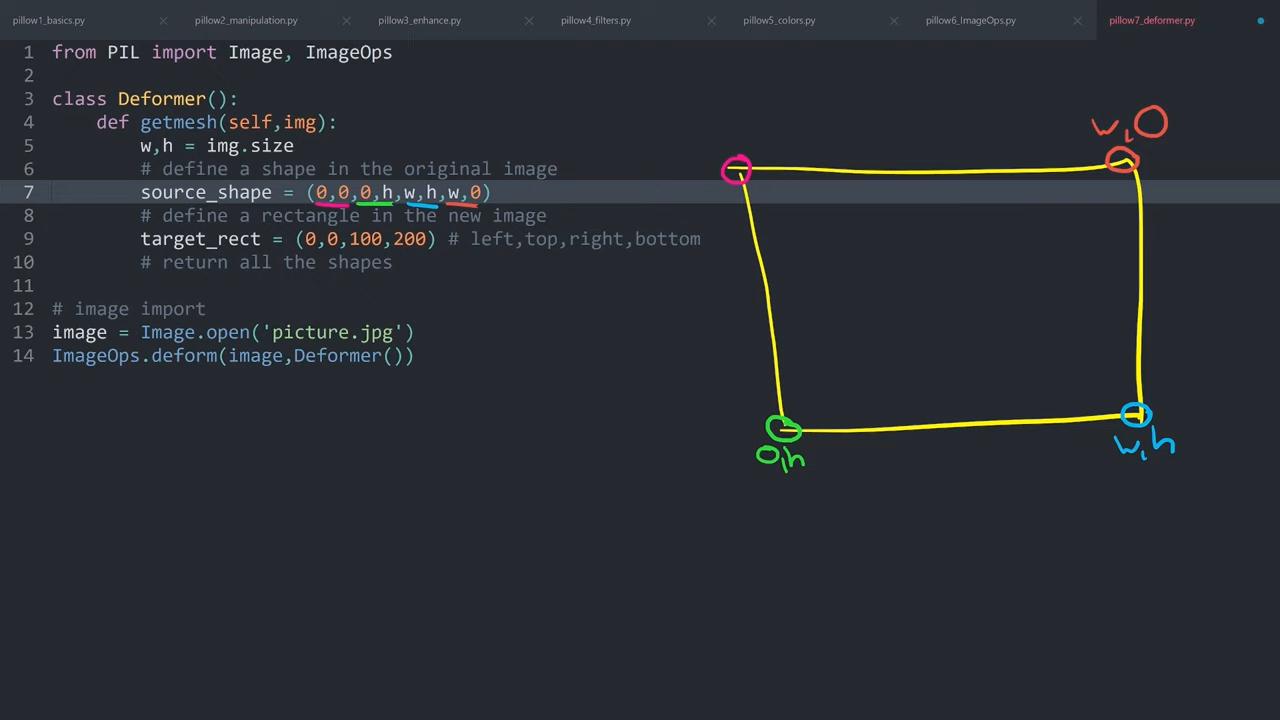 pillow1_basics.py pillow2_manipulation.py pillow3_enhance.py pillow4_filters.py pillow5_colors.py pillow6_ImageOps.py pillow7_deformer.py
1 from PIL import Image, ImageOps
2
3 class Deformer():
4     def getmesh(self,img):
5         w,h = img.size
6         # define a shape in the original image
7         source_shape = (0,0,0,h,w,h,w,0)
8         # define a rectangle in the new image
9         target_rect = (0,0,100,200) # left,top,right,bottom
10         # return all the shapes
11
12 # image import
13 image = Image.open('picture.jpg')
14 ImageOps.deform(image,Deformer())
w,0
0,h
w,h